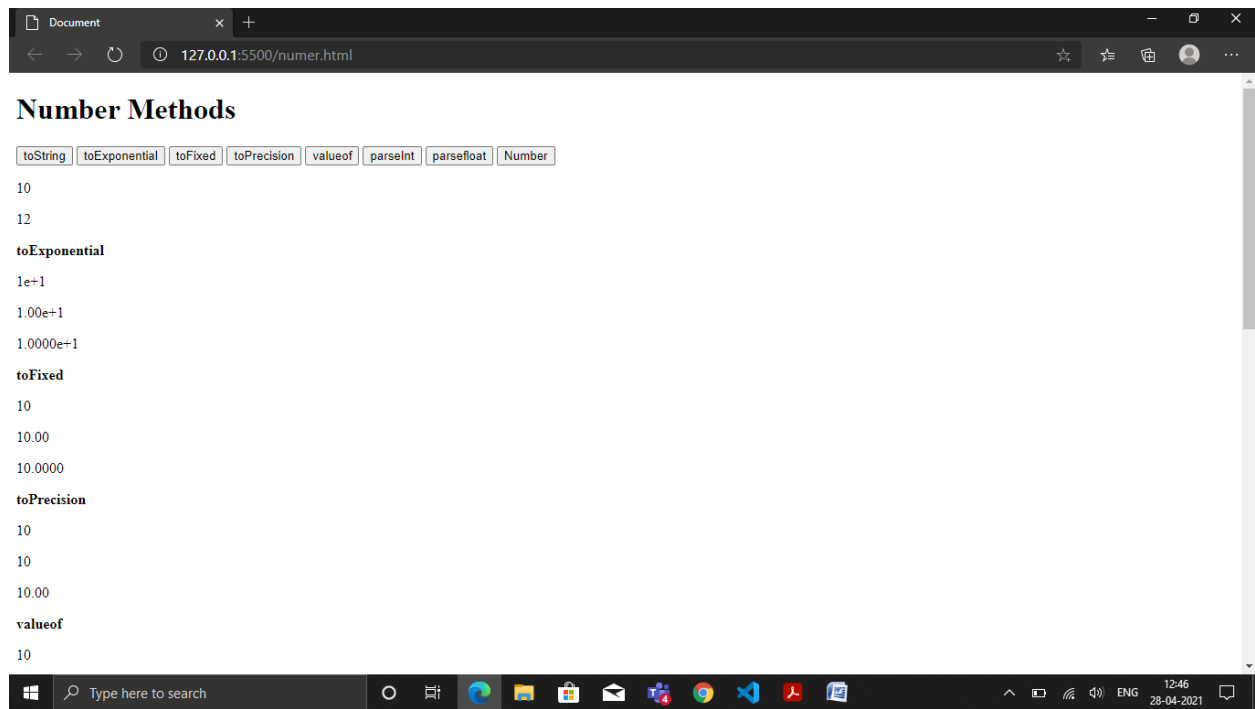 Document
127.0.0.1:5500/numer.html
Number Methods
toString toExponential toFixed toPrecision valueof parseInt parsefloat Number
10
12
toExponential
1e+1
1.00e+1
1.0000e+1
toFixed
10
10.00
10.0000
toPrecision
10
10
10.00
valueof
10
Type here to search
4
ENG
12:46
28-04-2021